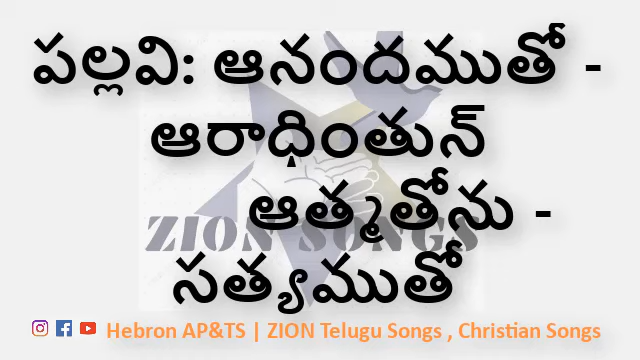 పల్లవి: ఆనందముతో -
ఆరాధింతున్
ఆత్మతోను -
ZION SONGS
సత్యముతో
Hebron AP&TS | ZION Telugu Songs , Christian Songs